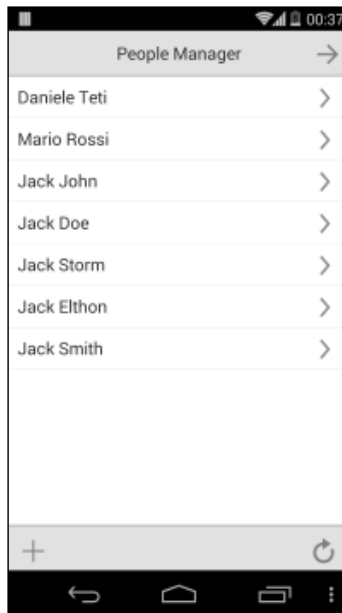 00:37
People Manager
Daniele Teti
Mario Rossi
Jack John
Jack Doe
Jack Storm
Jack Elthon
Jack Smith